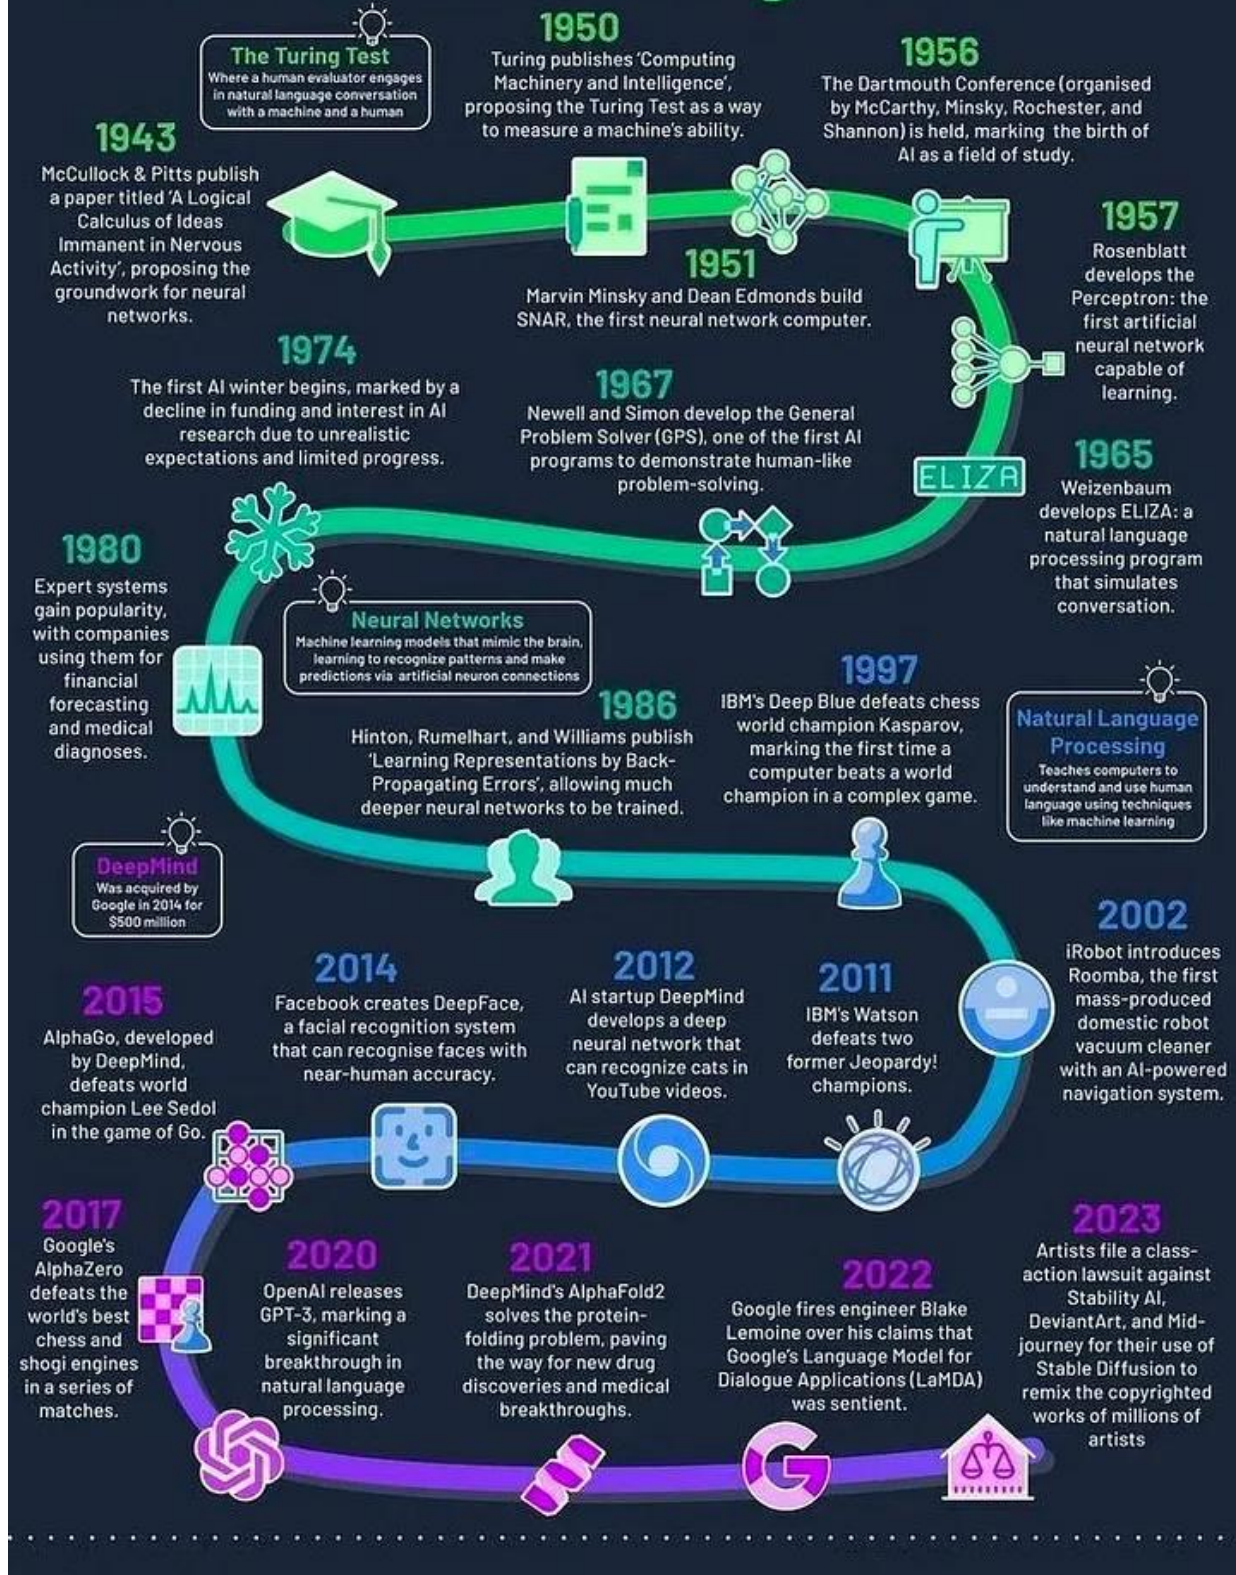 The Turing Test
Where a human evaluator engages
in natural language conversation
with a machine and a human
1943
McCullock & Pitts publish
a paper titled 'A Logical
Calculus of Ideas
Immanent in Nervous
Activity', proposing the
groundwork for neural
networks.
1950
Turing publishes 'Computing
Machinery and Intelligence',
proposing the Turing Test as a way
to measure a machine's ability.
1951
Marvin Minsky and Dean Edmonds build
SNAR, the first neural network computer.
1956
The Dartmouth Conference (organised
by McCarthy, Minsky, Rochester, and
Shannon) is held, marking the birth of
AI as a field of study.
1957
Rosenblatt
develops the
Perceptron: the
first artificial
neural network
capable of
learning.
ELIZA
1965
Weizenbaum
develops ELIZA: a
natural language
processing program
that simulates
conversation.
1967
Newell and Simon develop the General
Problem Solver (GPS), one of the first AI
programs to demonstrate human-like
problem-solving.
1974
The first AI winter begins, marked by a
decline in funding and interest in AI
research due to unrealistic
expectations and limited progress.
1980
Expert systems
gain popularity,
with companies
using them for
financial
forecasting
and medical
diagnoses.
Neural Networks
Machine learning models that mimic the brain,
learning to recognize patterns and make
predictions via artificial neuron connections
1986
Hinton, Rumelhart, and Williams publish
'Learning Representations by Back-
Propagating Errors', allowing much
deeper neural networks to be trained.
1997
IBM's Deep Blue defeats chess
world champion Kasparov,
marking the first time a
computer beats a world
champion in a complex game.
Natural Language
Processing
Teaches computers to
understand and use human
language using techniques
like machine learning
2002
iRobot introduces
Roomba, the first
mass-produced
domestic robot
vacuum cleaner
with an AI-powered
navigation system.
2011
IBM's Watson
defeats two
former Jeopardy!
champions.
2012
AI startup DeepMind
develops a deep
neural network that
can recognize cats in
YouTube videos.
2014
Facebook creates DeepFace,
a facial recognition system
that can recognise faces with
near-human accuracy.
DeepMind
Was acquired by
Google in 2014 for
$500 million
2015
AlphaGo, developed
by DeepMind,
defeats world
champion Lee Sedol
in the game of Go.
2017
Google's
AlphaZero
defeats the
world's best
chess and
shogi engines
in a series of
matches.
2020
OpenAI releases
GPT-3, marking a
significant
breakthrough in
natural language
processing.
2021
DeepMind's AlphaFold2
solves the protein-
folding problem, paving
the way for new drug
discoveries and medical
breakthroughs.
2022
Google fires engineer Blake
Lemoine over his claims that
Google's Language Model for
Dialogue Applications (LaMDA)
was sentient.
2023
Artists file a class-
action lawsuit against
Stability AI,
DeviantArt, and Mid-
journey for their use of
Stable Diffusion to
remix the copyrighted
works of millions of
artists